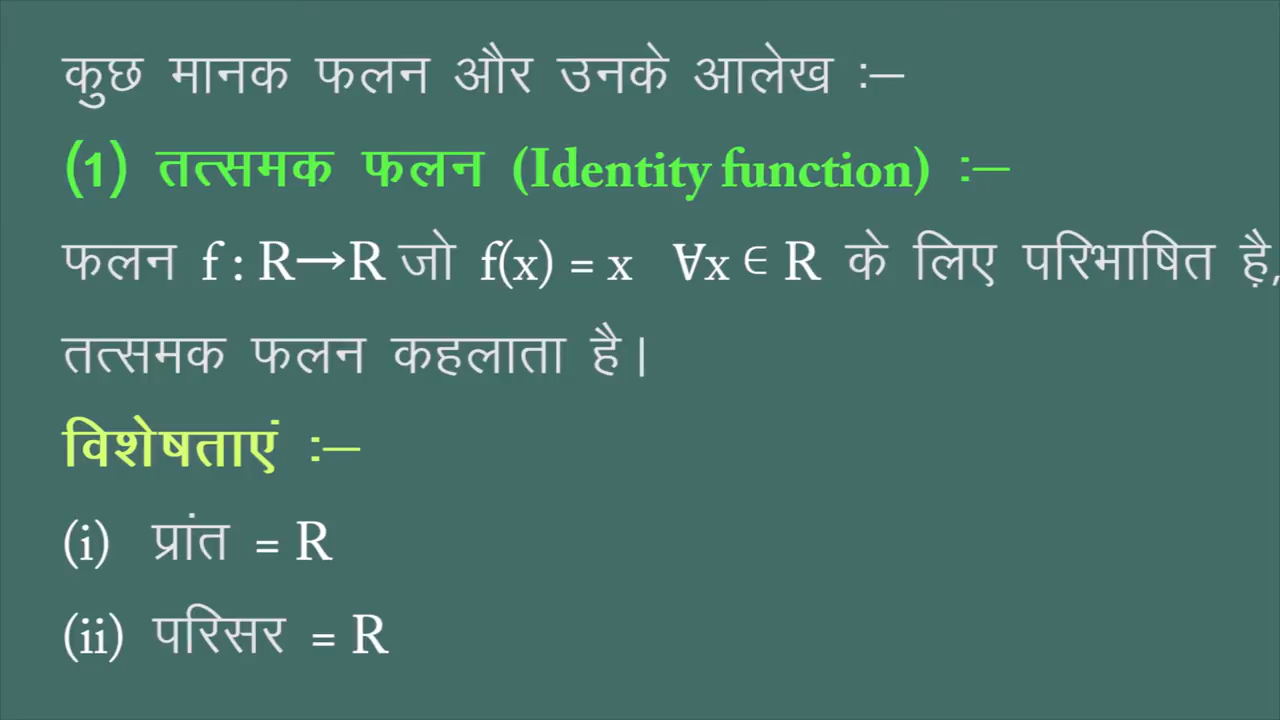 कुछ मानक फलन और उनके आलेख :–
(1) तत्समक फलन (Identity function) :–
फलन f : R→R जो f(x) = x ∀x ∈ R के लिए परिभाषित है,
तत्समक फलन कहलाता है।
विशेषताएं :–
(i) प्रांत = R
(ii) परिसर = R